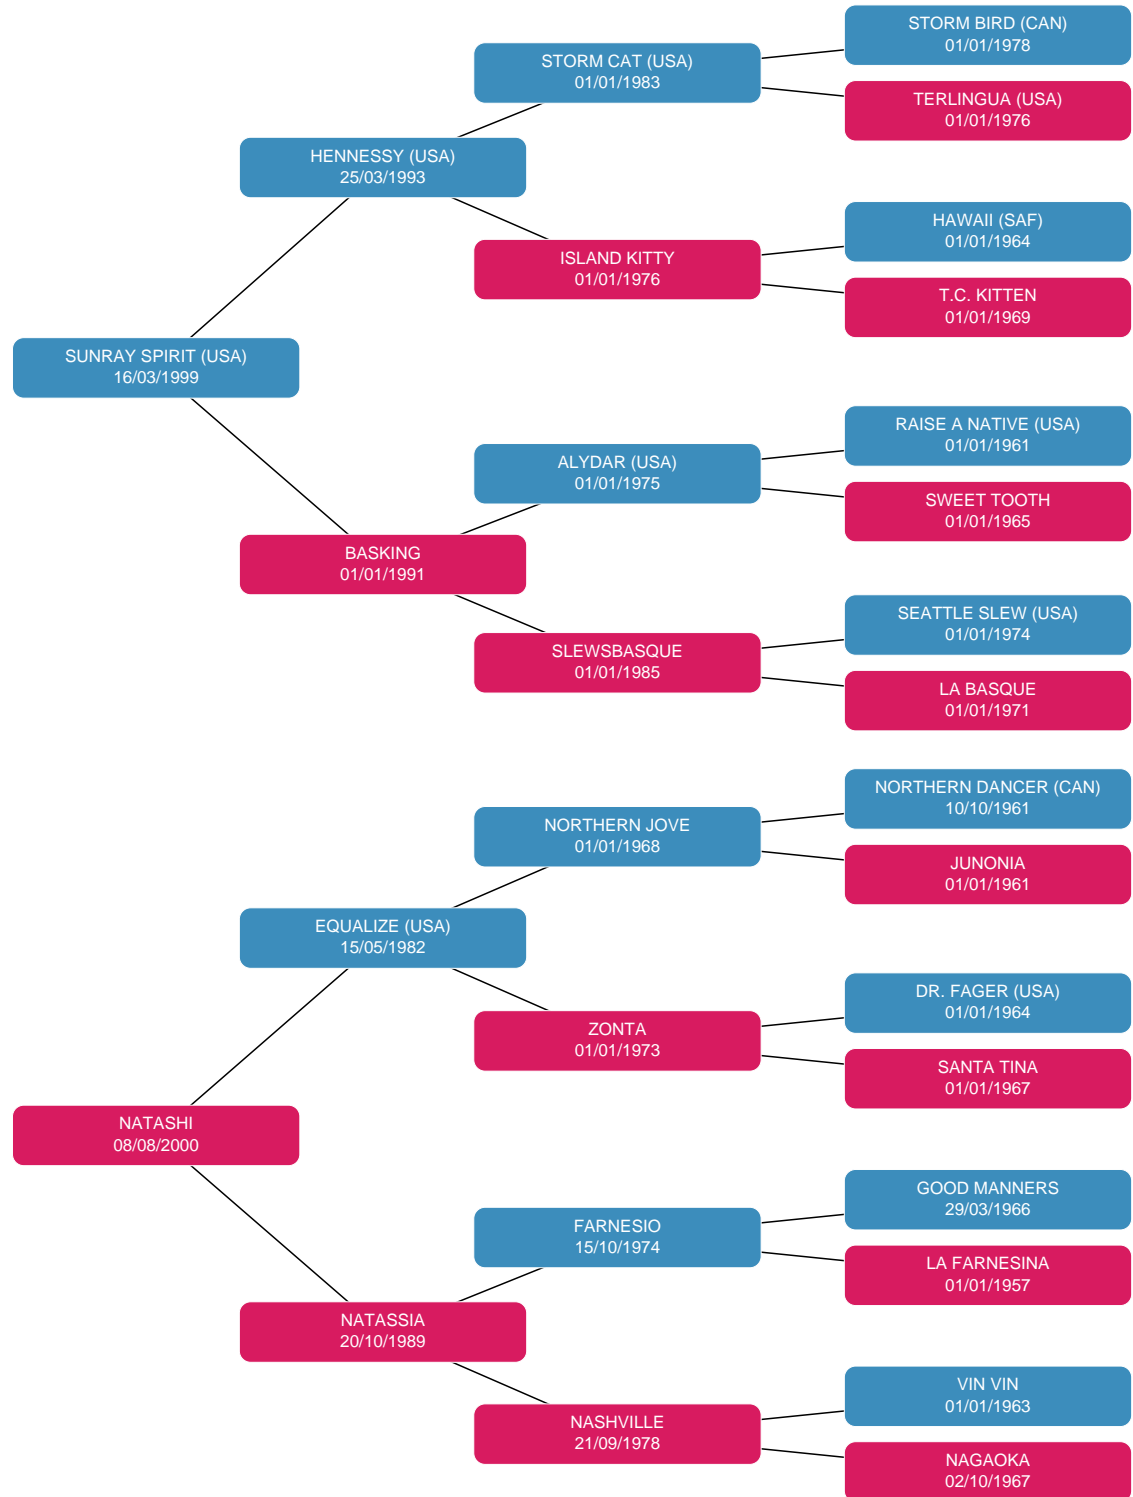 STORM BIRD (CAN)
01/01/1978
STORM CAT (USA)
01/01/1983
TERLINGUA (USA)
01/01/1976
HENNESSY (USA)
25/03/1993
HAWAII (SAF)
01/01/1964
ISLAND KITTY
01/01/1976
T.C. KITTEN
01/01/1969
SUNRAY SPIRIT (USA)
16/03/1999
RAISE A NATIVE (USA)
01/01/1961
ALYDAR (USA)
01/01/1975
SWEET TOOTH
01/01/1965
BASKING
01/01/1991
SEATTLE SLEW (USA)
01/01/1974
SLEWSBASQUE
01/01/1985
LA BASQUE
01/01/1971
NORTHERN DANCER (CAN)
10/10/1961
NORTHERN JOVE
01/01/1968
JUNONIA
01/01/1961
EQUALIZE (USA)
15/05/1982
DR. FAGER (USA)
01/01/1964
ZONTA
01/01/1973
SANTA TINA
01/01/1967
NATASHI
08/08/2000
GOOD MANNERS
29/03/1966
FARNESIO
15/10/1974
LA FARNESINA
01/01/1957
NATASSIA
20/10/1989
VIN VIN
01/01/1963
NASHVILLE
21/09/1978
NAGAOKA
02/10/1967